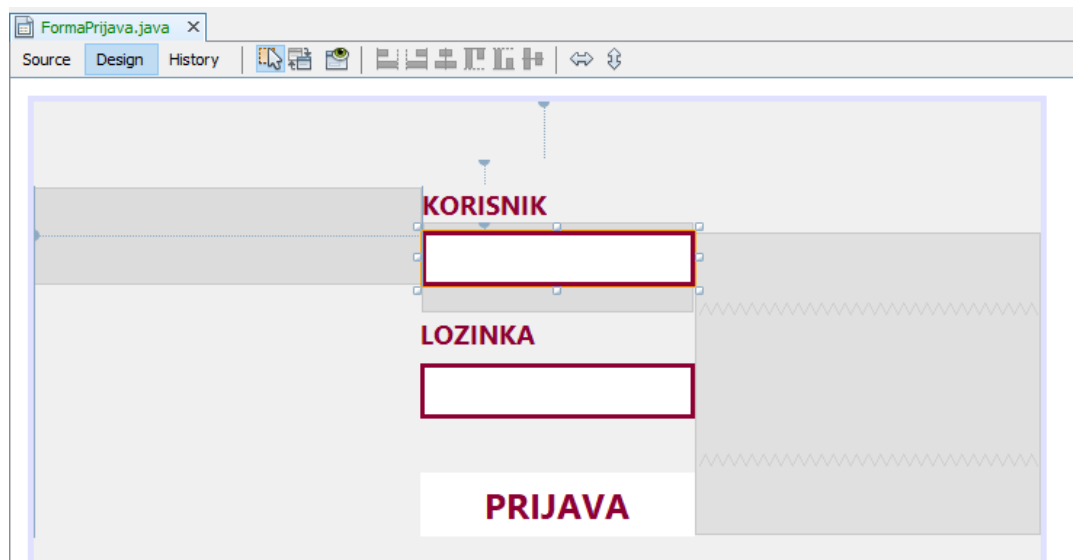 FormaPrijava.java X
Source Design History
KORISNIK
LOZINKA
PRIJAVA